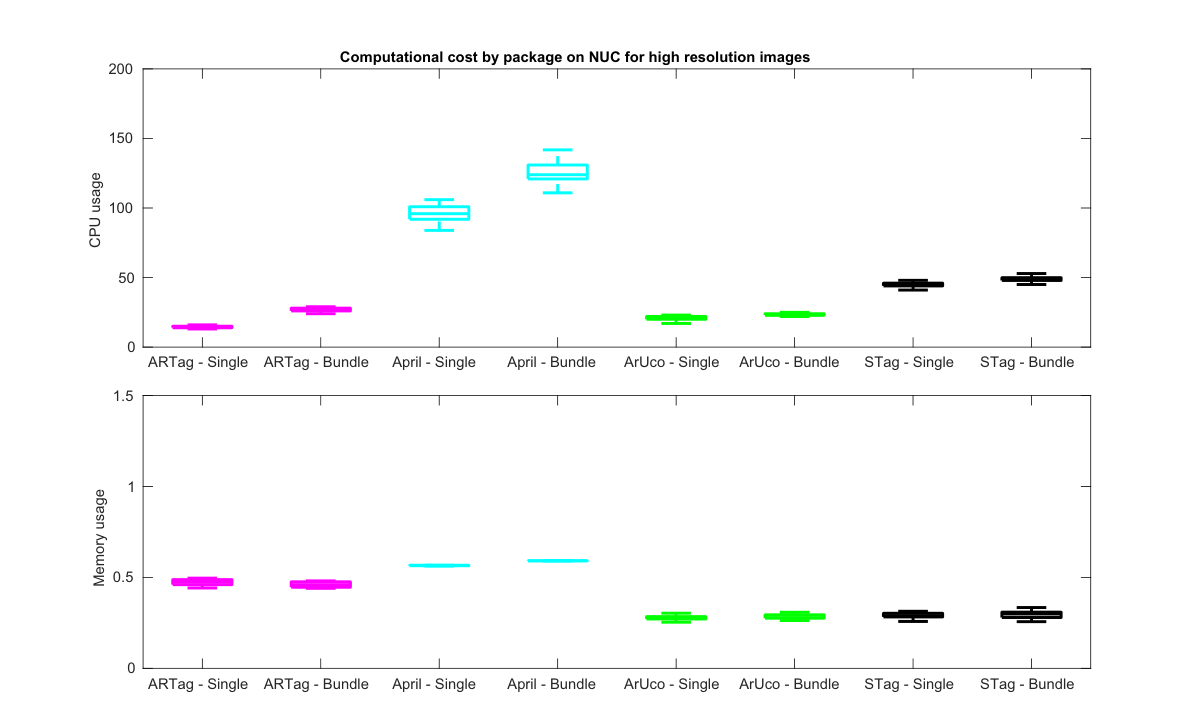 Computational cost by package on NUC for high resolution images
200
150
100
50
0
CPU usage
ARTag - Single ARTag - Bundle April - Single April - Bundle ArUco - Single ArUco - Bundle STag - Single STag - Bundle
1.5
1
0.5
0
Memory usage
ARTag - Single ARTag - Bundle April - Single April - Bundle ArUco - Single ArUco - Bundle STag - Single STag - Bundle